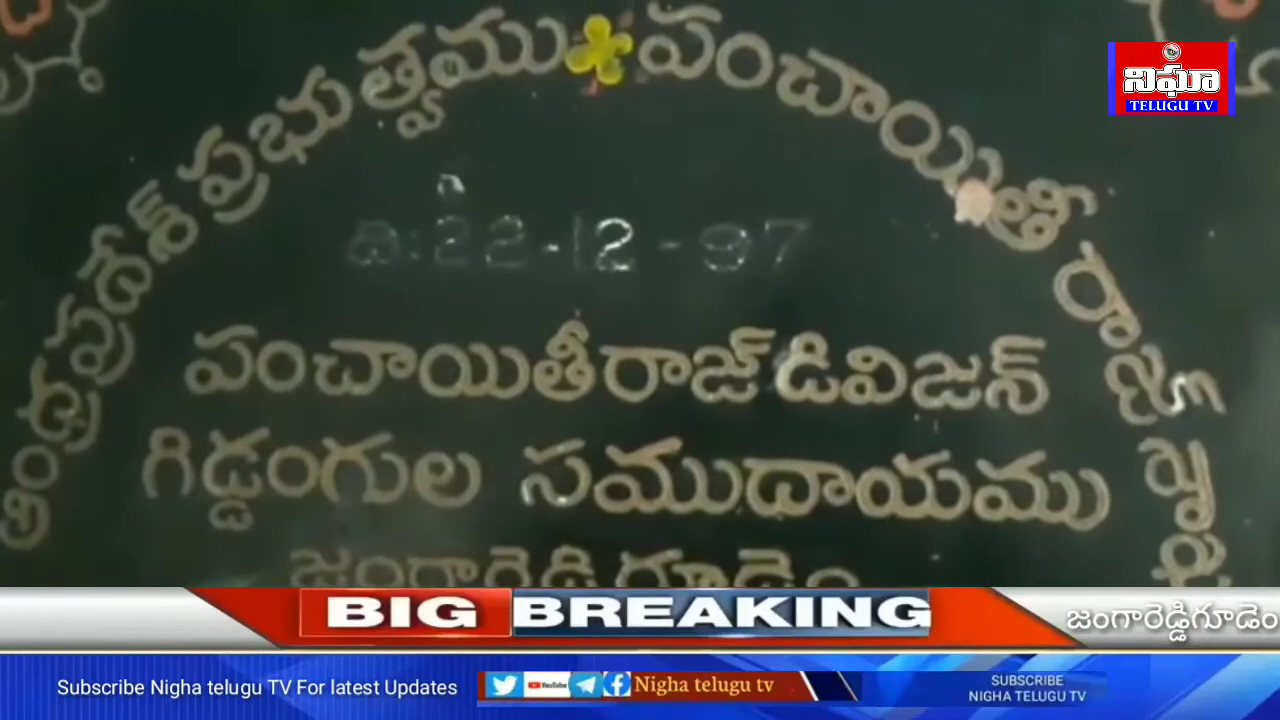 ఆంధ్రప్రదేశ్ ప్రభుత్వము పంచాయితీ రాజ్
ది: 22-12-97
పంచాయితీరాజ్ డివిజన్
గిడ్డంగుల సముదాయము
జంగారెడ్డిగూడెం
నిఘా
TELUGU TV
BIG BREAKING
జంగారెడ్డిగూడెం
Subscribe Nigha telugu TV For latest Updates
YouTube
Nigha telugu tv
SUBSCRIBE
NIGHA TELUGU TV